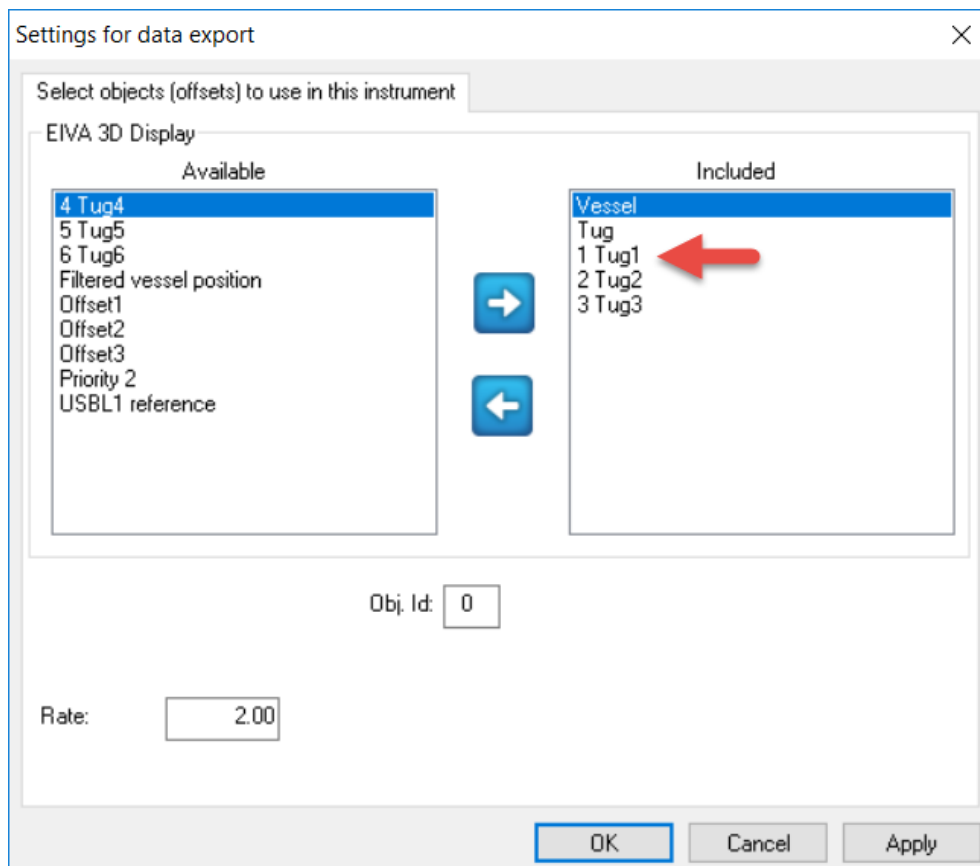 Settings for data export
Select objects (offsets) to use in this instrument
EIVA 3D Display
Available
4 Tug4
5 Tug5
6 Tug6
Filtered vessel position
Offset1
Offset2
Offset3
Priority 2
USBL1 reference
Included
Vessel
Tug
1 Tug1
2 Tug2
3 Tug3
Obj. Id: 0
Rate: 2.00
OK Cancel Apply